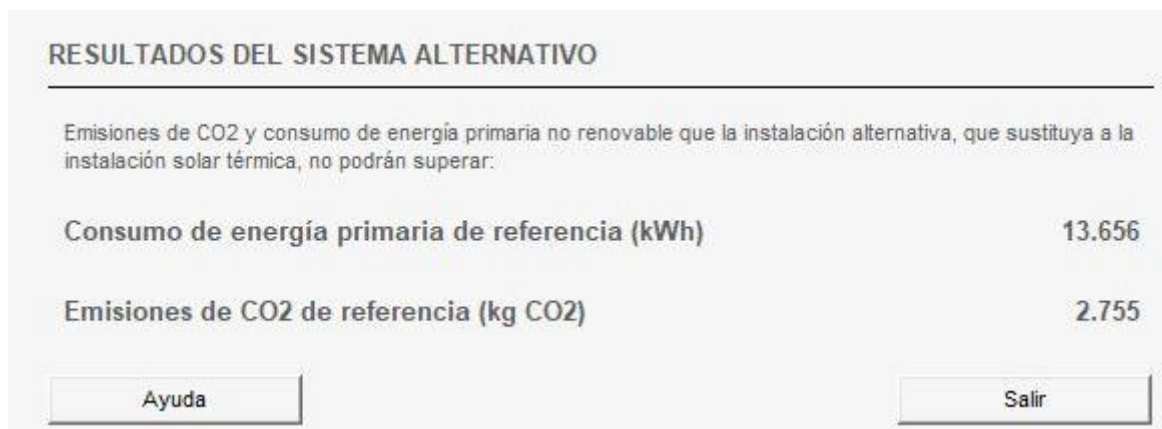 RESULTADOS DEL SISTEMA ALTERNATIVO
Emisiones de CO2 y consumo de energía primaria no renovable que la instalación alternativa, que sustituya a la
instalación solar térmica, no podrán superar:
Consumo de energía primaria de referencia (kWh) 13.656
Emisiones de CO2 de referencia (kg CO2) 2.755
Ayuda Salir